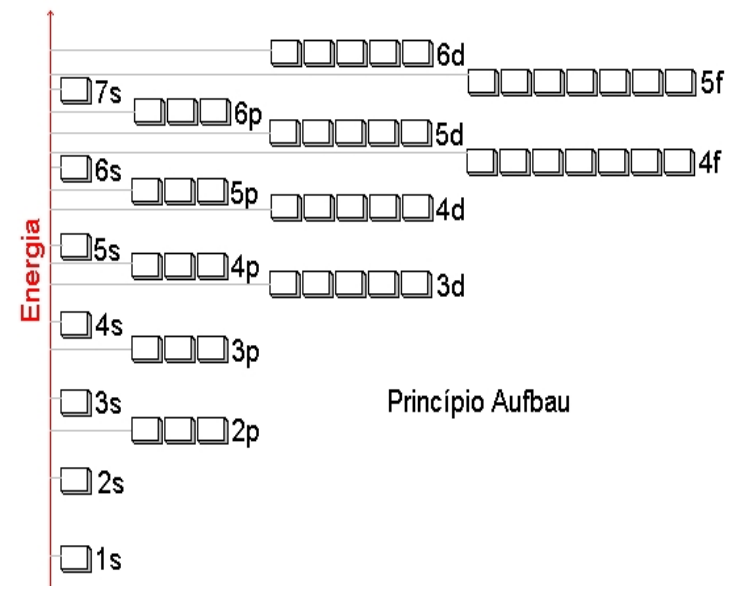 6d
5f
7s
6p
5d
4f
6s
5p
4d
5s
4p
3d
Energia
4s
3p
3s
Princípio Aufbau
2p
2s
1s